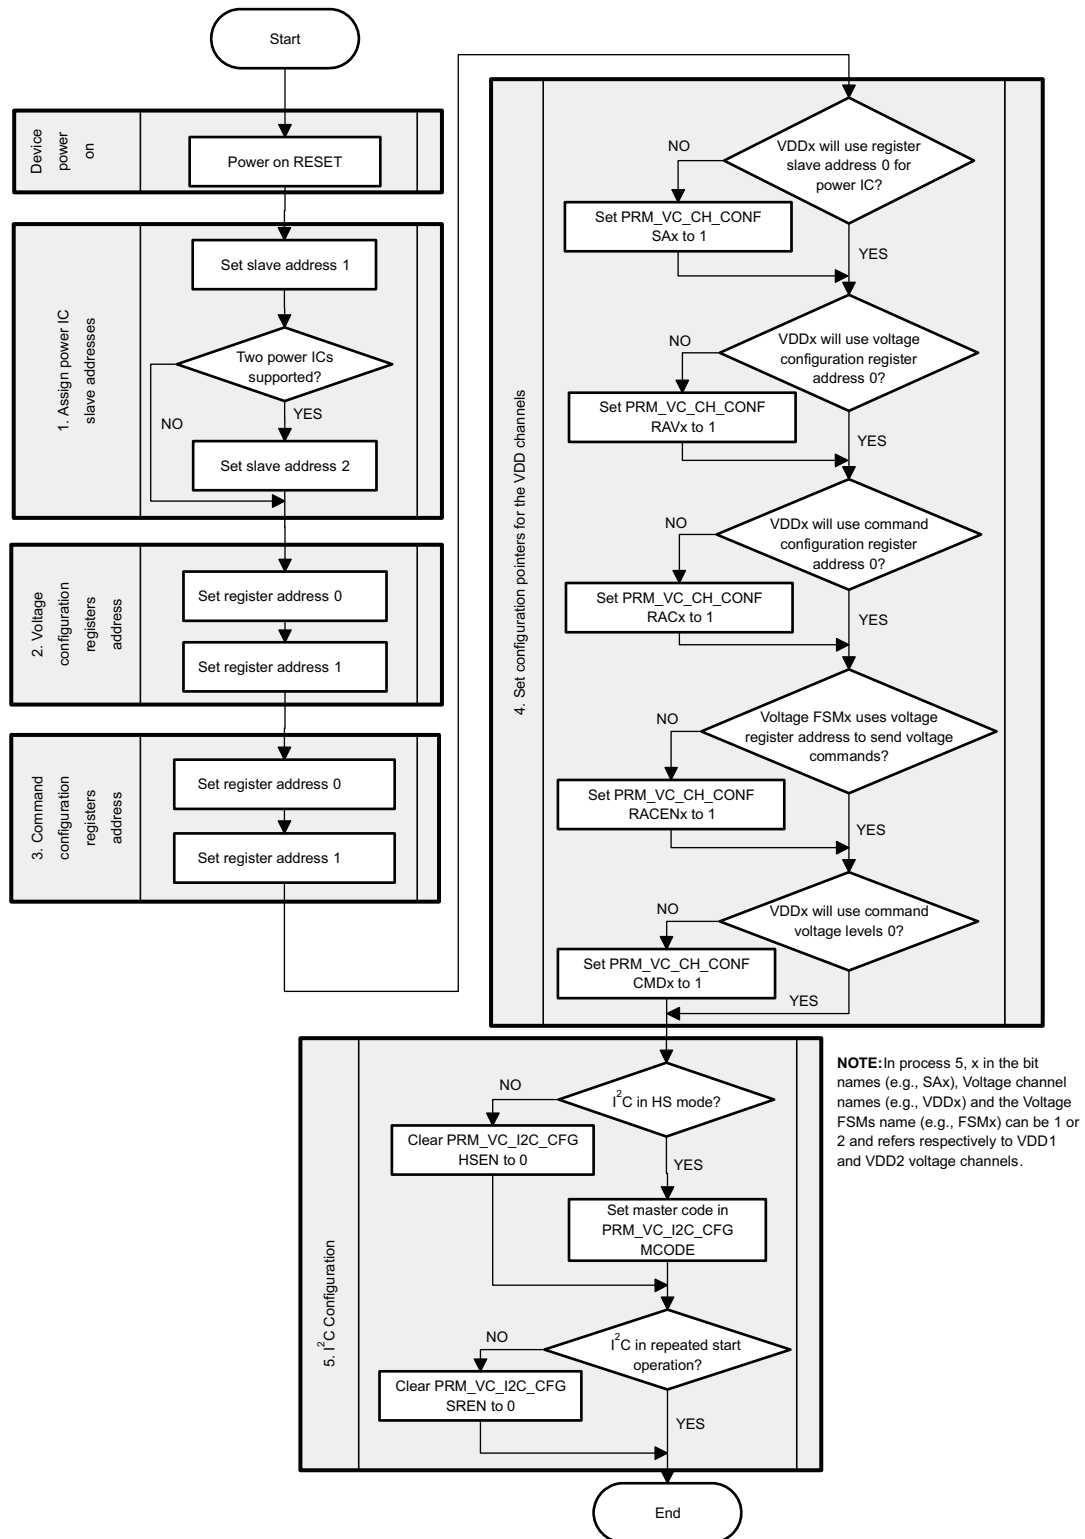 Start
Device
power
on
Power on RESET
1. Assign power IC
slave addresses
Set slave address 1
Two power ICs
supported?
NO
YES
Set slave address 2
2. Voltage
configuration
registers
address
Set register address 0
Set register address 1
3. Command
configuration
registers
address
Set register address 0
Set register address 1
4. Set configuration pointers for the VDD channels
VDDx will use register
slave address 0 for
power IC?
NO
Set PRM_VC_CH_CONF
SAx to 1
YES
VDDx will use voltage
configuration register
address 0?
NO
Set PRM_VC_CH_CONF
RAVx to 1
YES
VDDx will use command
configuration register
address 0?
NO
Set PRM_VC_CH_CONF
RACx to 1
YES
Voltage FSMx uses voltage
register address to send voltage
commands?
NO
Set PRM_VC_CH_CONF
RACENx to 1
YES
VDDx will use command
voltage levels 0?
NO
Set PRM_VC_CH_CONF
CMDx to 1
YES
5. I²C Configuration
I²C in HS mode?
NO
Clear PRM_VC_I2C_CFG
HSEN to 0
YES
Set master code in
PRM_VC_I2C_CFG
MCODE
I²C in repeated start
operation?
NO
Clear PRM_VC_I2C_CFG
SREN to 0
YES
End
NOTE: In process 5, x in the bit
names (e.g., SAx), Voltage channel
names (e.g., VDDx) and the Voltage
FSMs name (e.g., FSMx) can be 1 or
2 and refers respectively to VDD1
and VDD2 voltage channels.